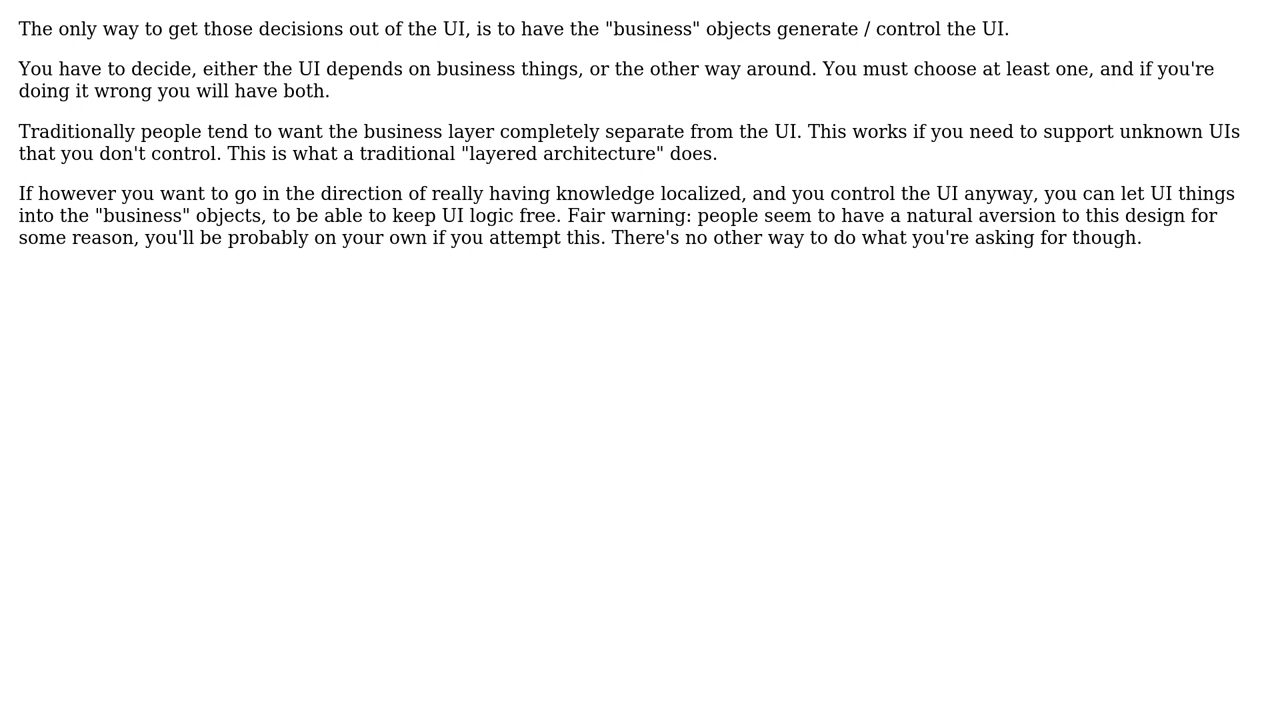 The only way to get those decisions out of the UI, is to have the "business" objects generate / control the UI.
You have to decide, either the UI depends on business things, or the other way around. You must choose at least one, and if you're
doing it wrong you will have both.
Traditionally people tend to want the business layer completely separate from the UI. This works if you need to support unknown UIs
that you don't control. This is what a traditional "layered architecture" does.
If however you want to go in the direction of really having knowledge localized, and you control the UI anyway, you can let UI things
into the "business" objects, to be able to keep UI logic free. Fair warning: people seem to have a natural aversion to this design for
some reason, you'll be probably on your own if you attempt this. There's no other way to do what you're asking for though.